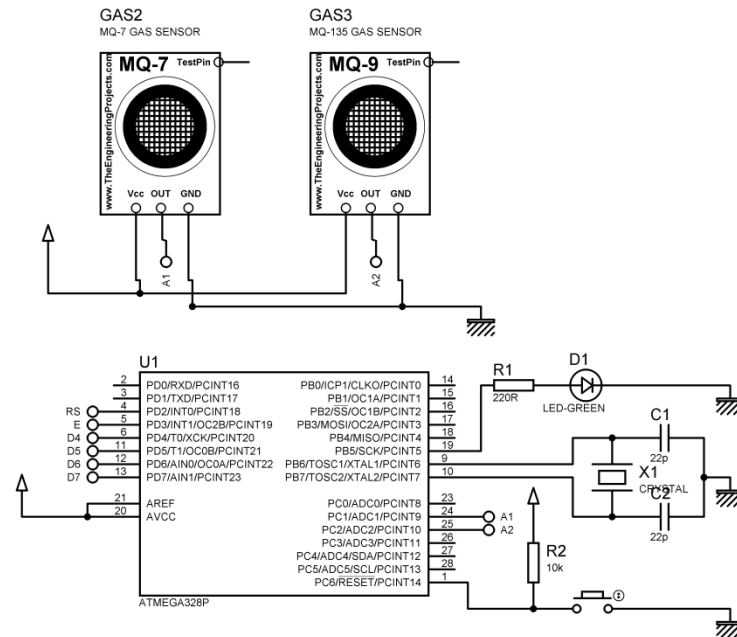 GAS2
MQ-7 GAS SENSOR
MQ-7
TestPin
www.TheEngineeringProjects.com
Vcc OUT GND
A1
GAS3
MQ-135 GAS SENSOR
MQ-9
TestPin
www.TheEngineeringProjects.com
Vcc OUT GND
A2
U1
2 PD0/RXD/PCINT16
3 PD1/TXD/PCINT17
RS 4 PD2/INT0/PCINT18
E 5 PD3/INT1/OC2B/PCINT19
D4 6 PD4/T0/XCK/PCINT20
D5 11 PD5/T1/OC0B/PCINT21
D6 12 PD6/AIN0/OC0A/PCINT22
D7 13 PD7/AIN1/PCINT23
21 AREF
20 AVCC
PB0/ICP1/CLKO/PCINT0 14
PB1/OC1A/PCINT1 15
PB2/SS/OC1B/PCINT2 16
PB3/MOSI/OC2A/PCINT3 17
PB4/MISO/PCINT4 18
PB5/SCK/PCINT5 19
PB6/TOSC1/XTAL1/PCINT6 9
PB7/TOSC2/XTAL2/PCINT7 10
PC0/ADC0/PCINT8 23
PC1/ADC1/PCINT9 24 A1
PC2/ADC2/PCINT10 25 A2
PC3/ADC3/PCINT11 26
PC4/ADC4/SDA/PCINT12 27
PC5/ADC5/SCL/PCINT13 28
PC6/RESET/PCINT14 1
ATMEGA328P
R1
220R
D1
LED-GREEN
C1
22p
X1
CRYSTAL
C2
22p
R2
10k